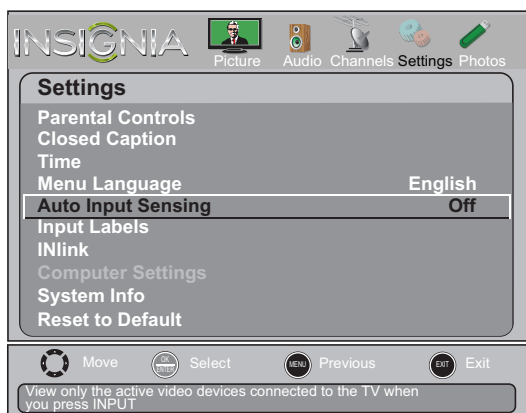 INSIGNIA
Picture Audio Channels Settings Photos
Settings
Parental Controls
Closed Caption
Time
Menu Language English
Auto Input Sensing Off
Input Labels
INlink
Computer Settings
System Info
Reset to Default
Move OK ENTER Select MENU Previous EXIT Exit
View only the active video devices connected to the TV when
you press INPUT